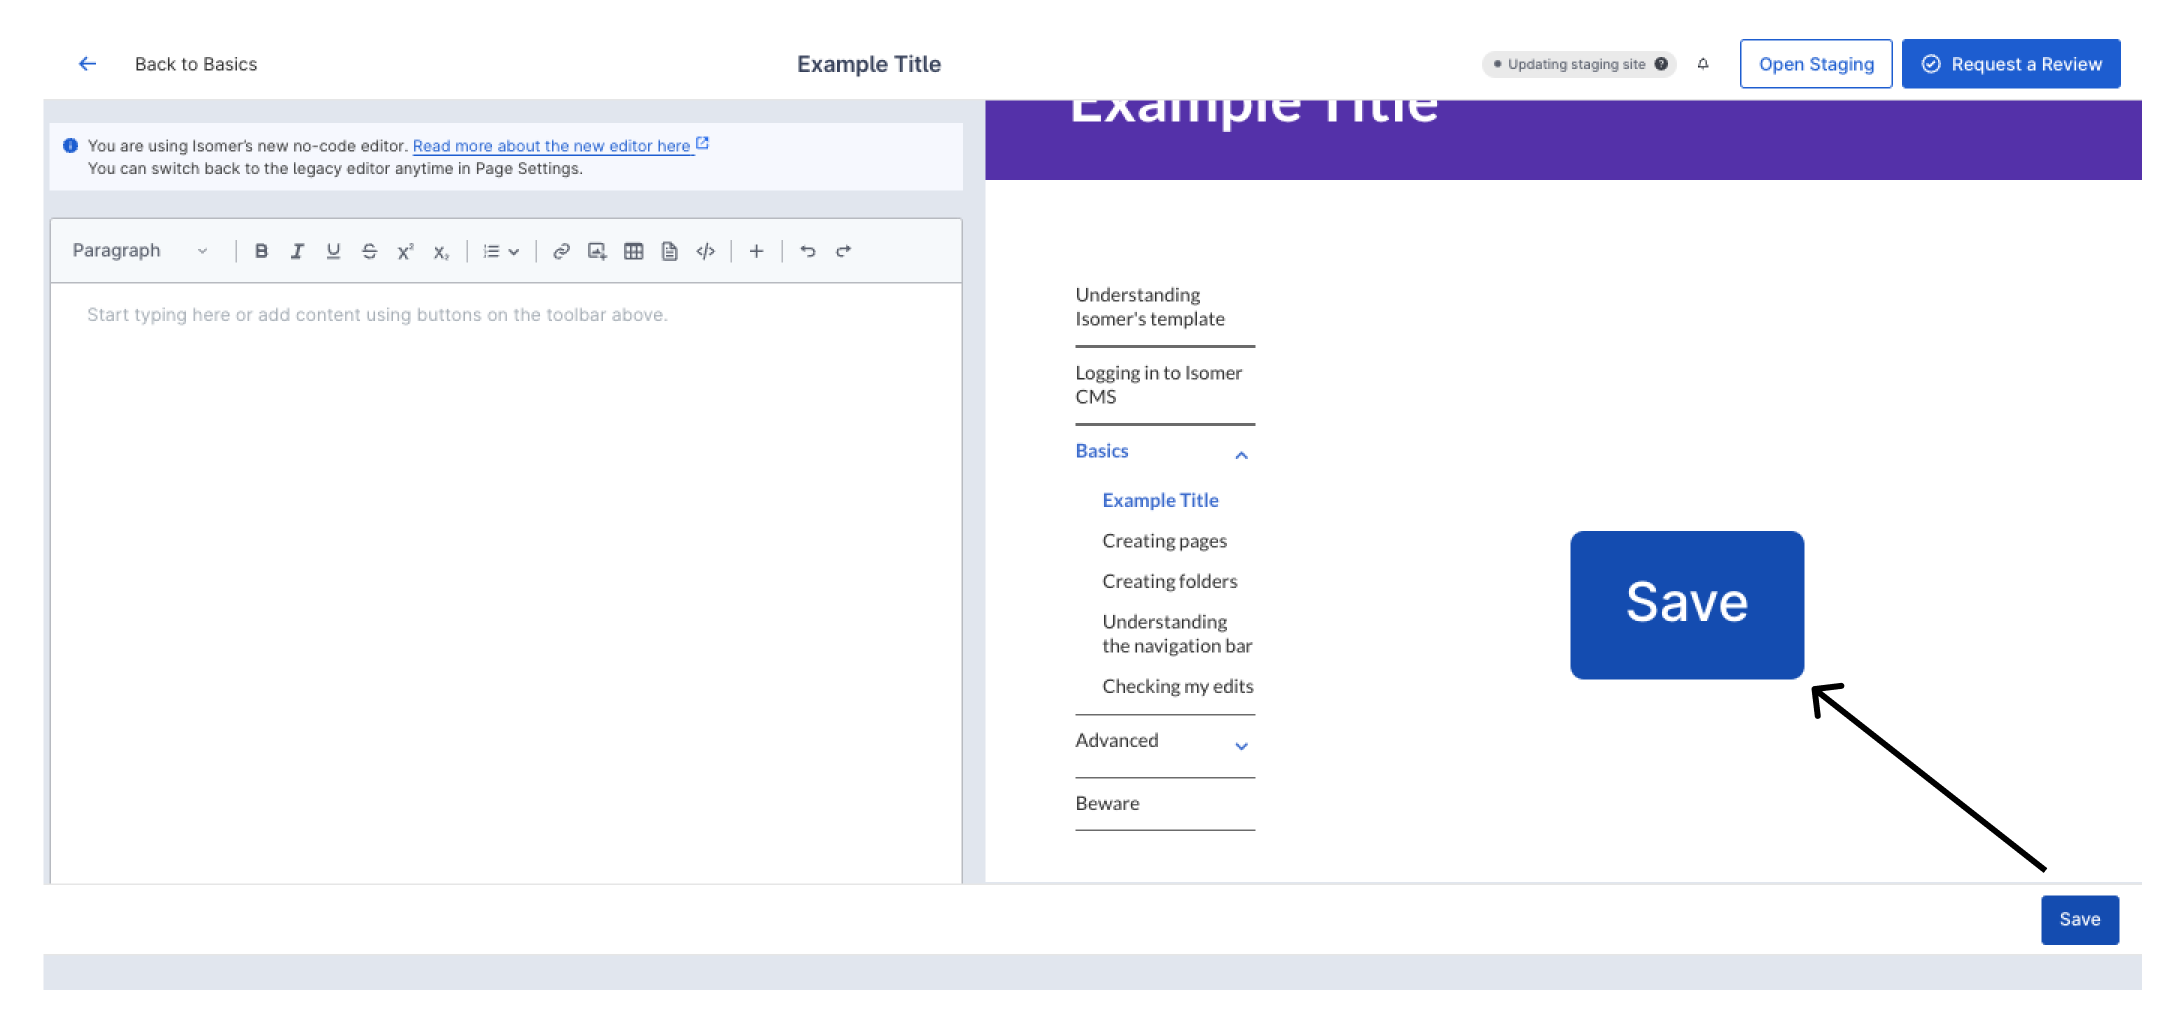 Back to Basics
Example Title
Updating staging site
Open Staging
Request a Review
You are using Isomer's new no-code editor. Read more about the new editor here
You can switch back to the legacy editor anytime in Page Settings.
Paragraph
Start typing here or add content using buttons on the toolbar above.
Example Title
Understanding
Isomer's template
Logging in to Isomer
CMS
Basics
Example Title
Creating pages
Creating folders
Understanding
the navigation bar
Checking my edits
Advanced
Beware
Save
Save